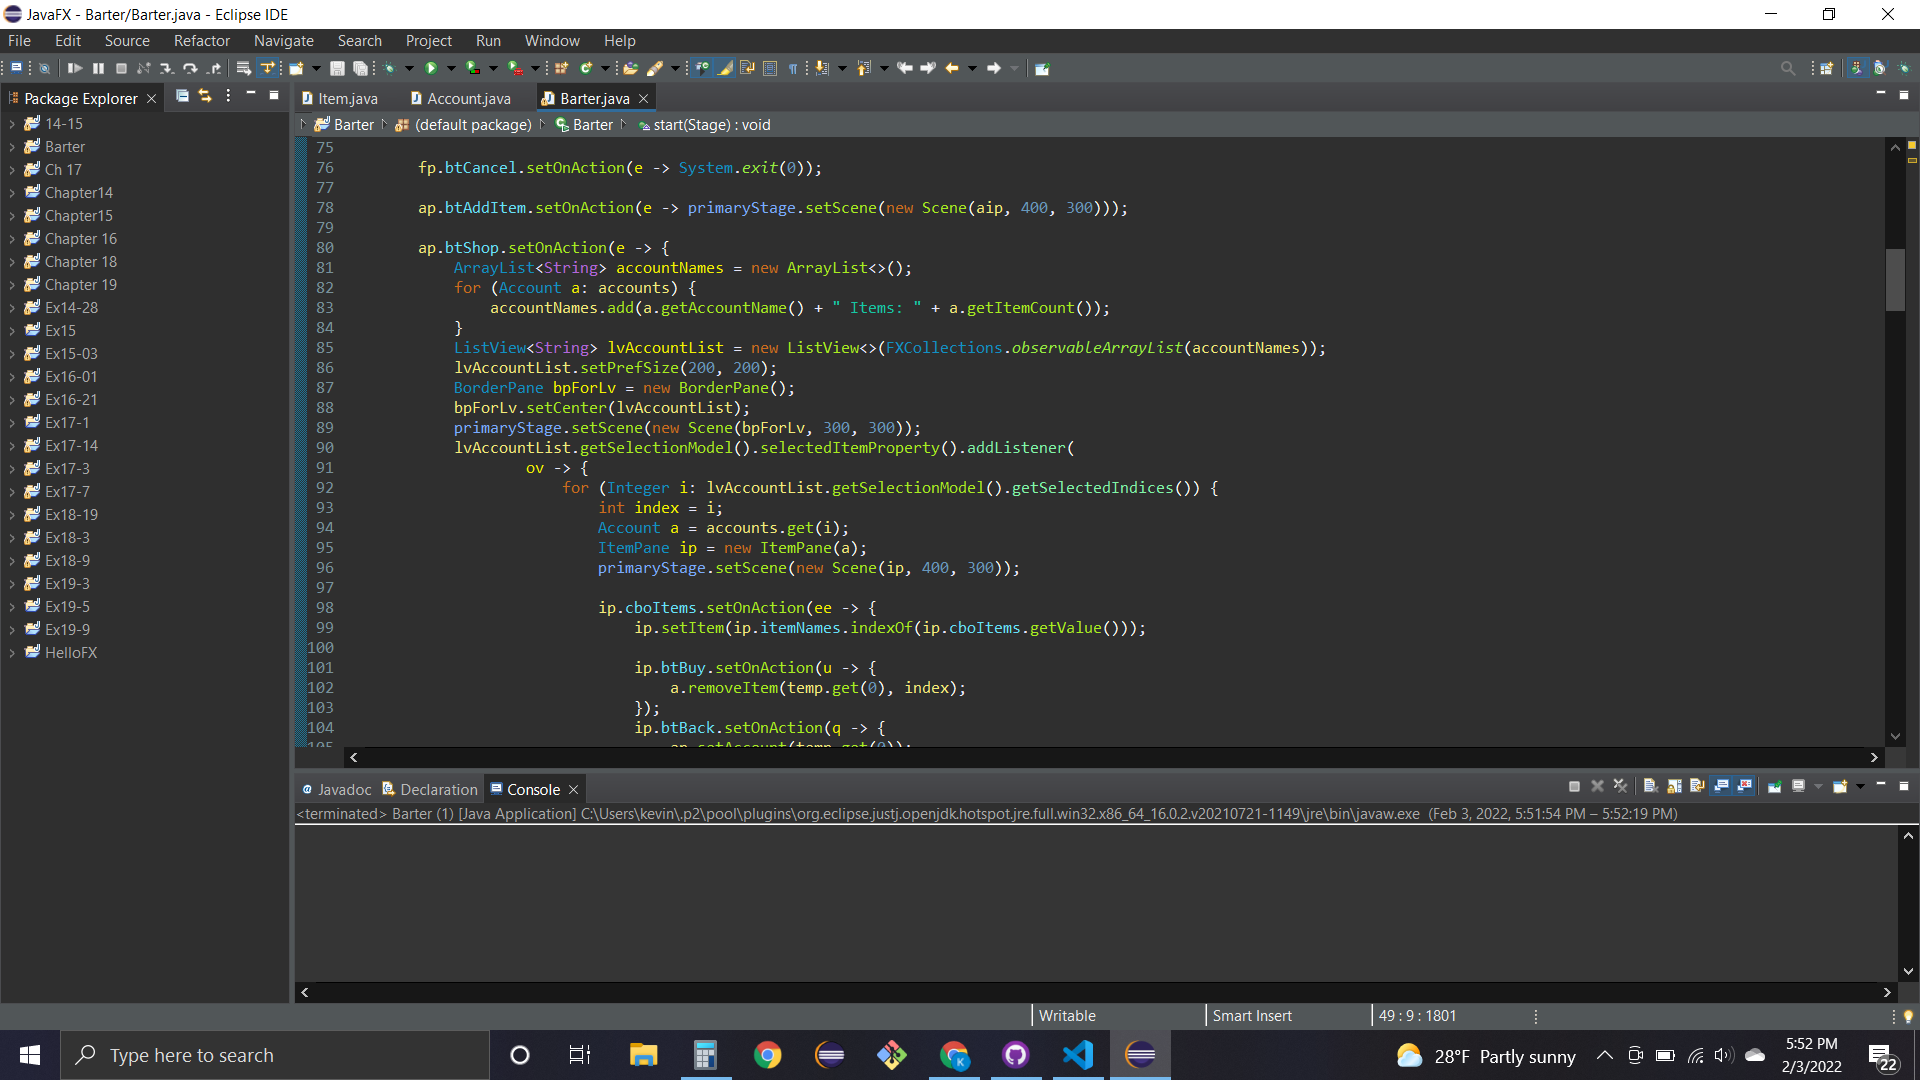 JavaFX - Barter/Barter.java - Eclipse IDE
File Edit Source Refactor Navigate Search Project Run Window Help
Package Explorer
Item.java Account.java Barter.java
Barter (default package) Barter start(Stage) : void
14-15
Barter
Ch 17
Chapter14
Chapter15
Chapter 16
Chapter 18
Chapter 19
Ex14-28
Ex15
Ex15-03
Ex16-01
Ex16-21
Ex17-1
Ex17-14
Ex17-3
Ex17-7
Ex18-19
Ex18-3
Ex18-9
Ex19-3
Ex19-5
Ex19-9
HelloFX
75
76 fp.btCancel.setOnAction(e -> System.exit(0));
77
78 ap.btAddItem.setOnAction(e -> primaryStage.setScene(new Scene(aip, 400, 300)));
79
80 ap.btShop.setOnAction(e -> {
81 ArrayList<String> accountNames = new ArrayList<>();
82 for (Account a: accounts) {
83 accountNames.add(a.getAccountName() + " Items: " + a.getItemCount());
84 }
85 ListView<String> lvAccountList = new ListView<>(FXCollections.observableArrayList(accountNames));
86 lvAccountList.setPrefSize(200, 200);
87 BorderPane bpForLv = new BorderPane();
88 bpForLv.setCenter(lvAccountList);
89 primaryStage.setScene(new Scene(bpForLv, 300, 300));
90 lvAccountList.getSelectionModel().selectedItemProperty().addListener(
91 ov -> {
92 for (Integer i: lvAccountList.getSelectionModel().getSelectedIndices()) {
93 int index = i;
94 Account a = accounts.get(i);
95 ItemPane ip = new ItemPane(a);
96 primaryStage.setScene(new Scene(ip, 400, 300));
97
98 ip.cboItems.setOnAction(ee -> {
99 ip.setItem(ip.itemNames.indexOf(ip.cboItems.getValue()));
100
101 ip.btBuy.setOnAction(u -> {
102 a.removeItem(temp.get(0), index);
103 });
104 ip.btBack.setOnAction(q -> {
105 ap.setAccount(temp.get(0));
Javadoc Declaration Console
<terminated> Barter (1) [Java Application] C:\Users\kevin\.p2\pool\plugins\org.eclipse.justj.openjdk.hotspot.jre.full.win32.x86_64_16.0.2.v20210721-1149\jre\bin\javaw.exe (Feb 3, 2022, 5:51:54 PM – 5:52:19 PM)
Writable Smart Insert 49 : 9 : 1801
Type here to search
28°F Partly sunny
5:52 PM
2/3/2022
22